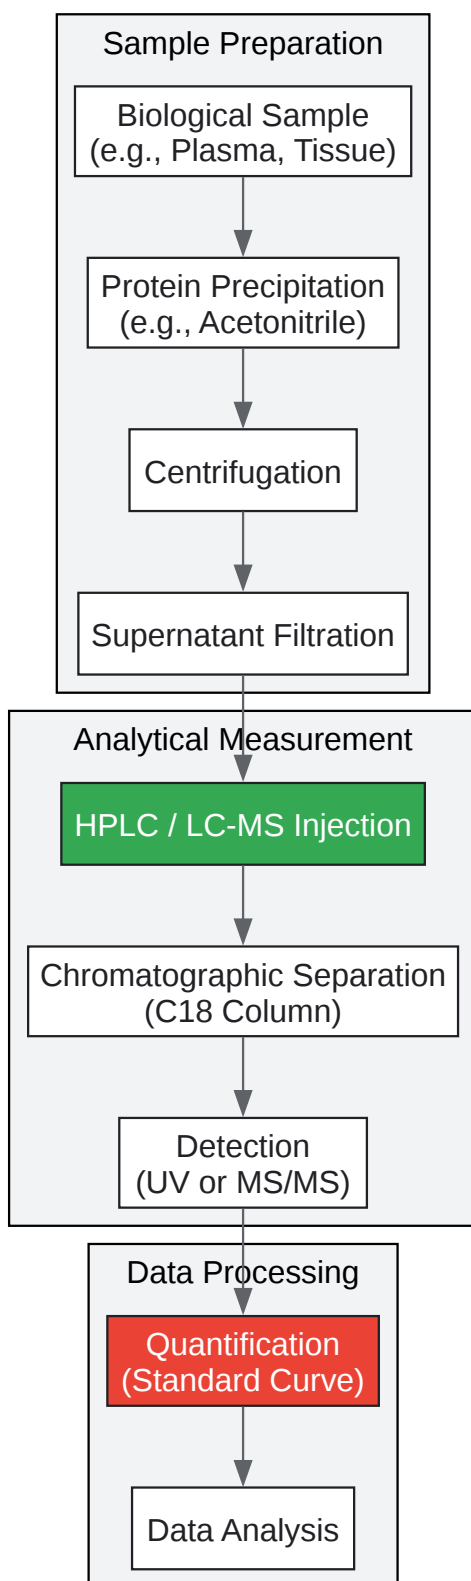 Sample Preparation
Biological Sample
(e.g., Plasma, Tissue)
Protein Precipitation
(e.g., Acetonitrile)
Centrifugation
Supernatant Filtration
Analytical Measurement
HPLC / LC-MS Injection
Chromatographic Separation
(C18 Column)
Detection
(UV or MS/MS)
Data Processing
Quantification
(Standard Curve)
Data Analysis